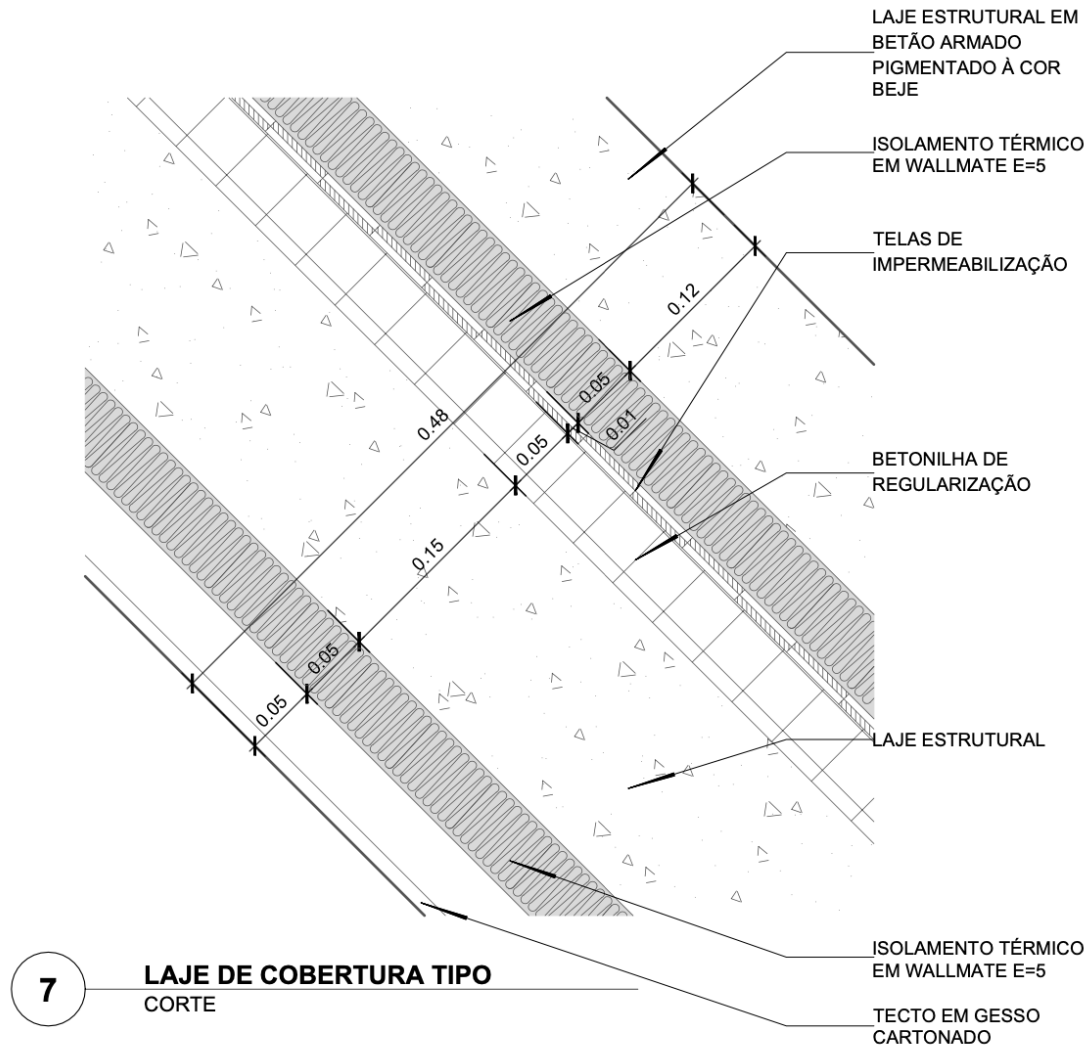 LAJE ESTRUTURAL EM
BETÃO ARMADO
PIGMENTADO À COR
BEJE
ISOLAMENTO TÉRMICO
EM WALLMATE E=5
TELAS DE
IMPERMEABILIZAÇÃO
0.12
0.05
0.01
0.48
0.05
BETONILHA DE
REGULARIZAÇÃO
0.15
0.05
0.05
LAJE ESTRUTURAL
ISOLAMENTO TÉRMICO
EM WALLMATE E=5
TECTO EM GESSO
CARTONADO
7
LAJE DE COBERTURA TIPO
CORTE